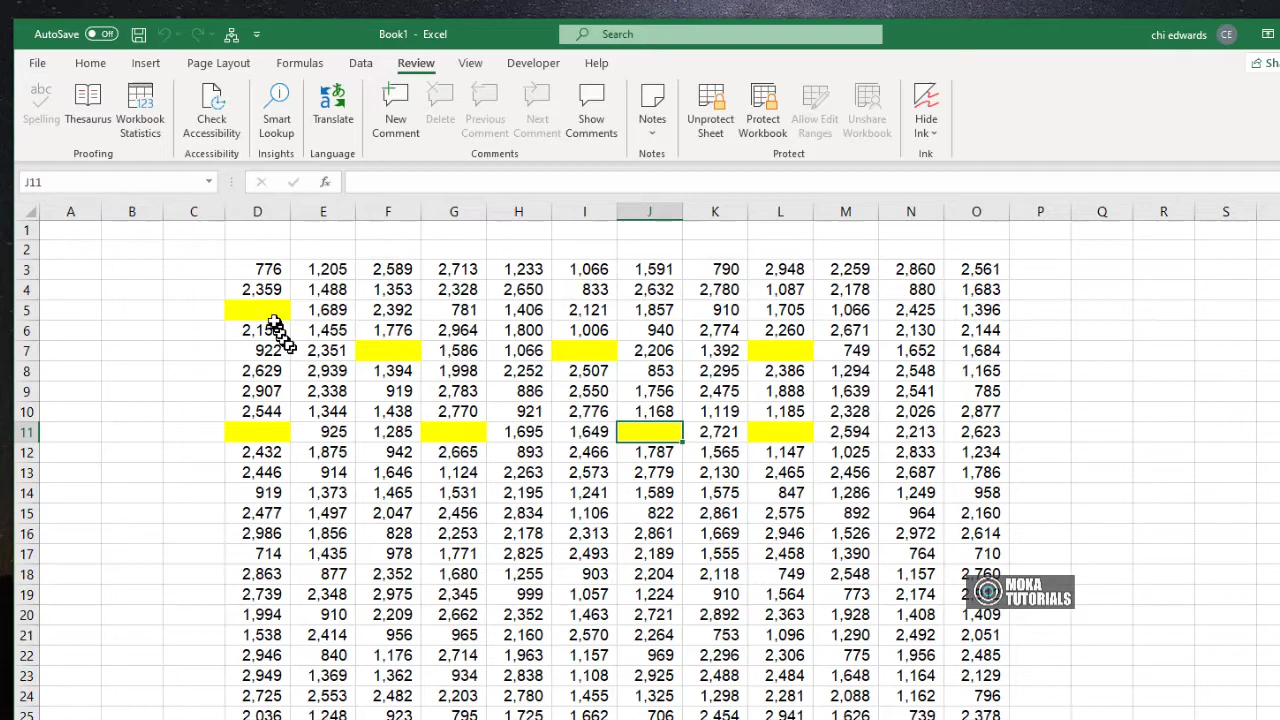 AutoSave Off Book1 - Excel Search chi edwards CE
File Home Insert Page Layout Formulas Data Review View Developer Help
abc Spelling Thesaurus Workbook Statistics Check Accessibility Smart Lookup Translate New Comment Delete Previous Comment Next Comment Show Comments Notes Unprotect Sheet Protect Workbook Allow Edit Ranges Unshare Workbook Hide Ink
Proofing Accessibility Insights Language Comments Notes Protect Ink
J11 fx
A B C D E F G H I J K L M N O P Q R S
1
2
3 776 1,205 2,589 2,713 1,233 1,066 1,591 790 2,948 2,259 2,860 2,561
4 2,359 1,488 1,353 2,328 2,650 833 2,632 2,780 1,087 2,178 880 1,683
5 1,689 2,392 781 1,406 2,121 1,857 910 1,705 1,066 2,425 1,396
6 1,455 1,776 2,964 1,800 1,006 940 2,774 2,260 2,671 2,130 2,144
7 922 2,351 1,586 1,066 2,206 1,392 749 1,652 1,684
8 2,629 2,939 1,394 1,998 2,252 2,507 853 2,295 2,386 1,294 2,548 1,165
9 2,907 2,338 919 2,783 886 2,550 1,756 2,475 1,888 1,639 2,541 785
10 2,544 1,344 1,438 2,770 921 2,776 1,168 1,119 1,185 2,328 2,026 2,877
11 925 1,285 1,695 1,649 2,721 2,594 2,213 2,623
12 2,432 1,875 942 2,665 893 2,466 1,787 1,565 1,147 1,025 2,833 1,234
13 2,446 914 1,646 1,124 2,263 2,573 2,779 2,130 2,465 2,456 2,687 1,786
14 919 1,373 1,465 1,531 2,195 1,241 1,589 1,575 847 1,286 1,249 958
15 2,477 1,497 2,047 2,456 2,834 1,106 822 2,861 2,575 892 964 2,160
16 2,986 1,856 828 2,253 2,178 2,313 2,861 1,669 2,946 1,526 2,972 2,614
17 714 1,435 978 1,771 2,825 2,493 2,189 1,555 2,458 1,390 764 710
18 2,863 877 2,352 1,680 1,255 903 2,204 2,118 749 2,548 1,157 2,760
19 2,739 2,348 2,975 2,345 999 1,057 1,224 910 1,564 773 2,174
MOKA
TUTORIALS
20 1,994 910 2,209 2,662 2,352 1,463 2,721 2,892 2,363 1,928 1,408 1,409
21 1,538 2,414 956 965 2,160 2,570 2,264 753 1,096 1,290 2,492 2,051
22 2,946 840 1,176 2,714 1,963 1,157 969 2,296 2,306 775 1,956 2,485
23 2,949 1,369 1,362 934 2,838 1,108 2,925 2,488 2,484 1,648 1,164 2,129
24 2,725 2,553 2,482 2,203 2,780 1,455 1,325 1,298 2,281 2,088 1,162 796
25 2,036 1,248 923 795 1,725 1,662 706 2,454 2,941 1,626 739 2,378